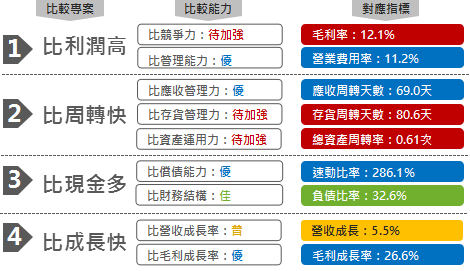 比較專案 比較能力 對應指標
1 比利潤高
比競爭力：待加強 毛利率：12.1%
比管理能力：優 營業費用率：11.2%
2 比周轉快
比應收管理力：優 應收周轉天數：69.0天
比存貨管理力：待加強 存貨周轉天數：80.6天
比資產運用力：待加強 總資產周轉率：0.61次
3 比現金多
比償債能力：優 速動比率：286.1%
比財務結構：佳 負債比率：32.6%
4 比成長快
比營收成長率：普 營收成長：5.5%
比毛利成長率：優 毛利成長率：26.6%